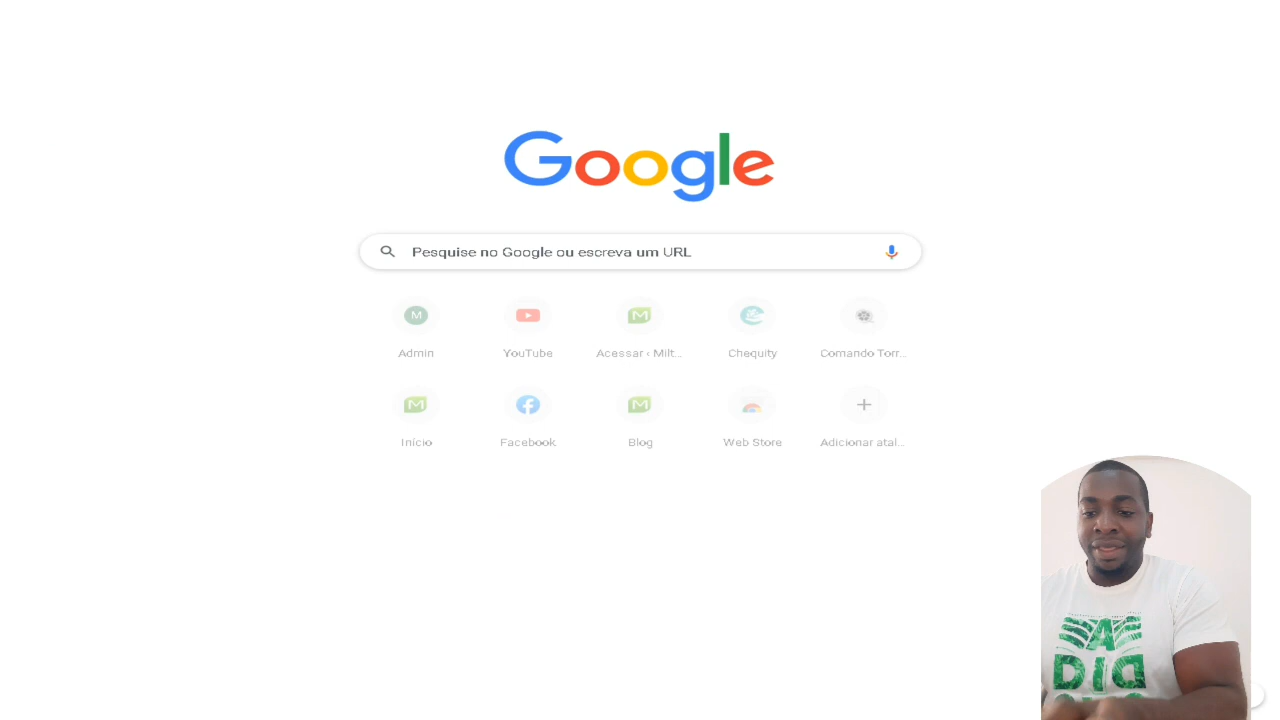 Google
Pesquise no Google ou escreva um URL
M
Admin
YouTube
Acessar ‹ Milt...
Chequity
Comando Torr...
Início
Facebook
Blog
Web Store
Adicionar atal...